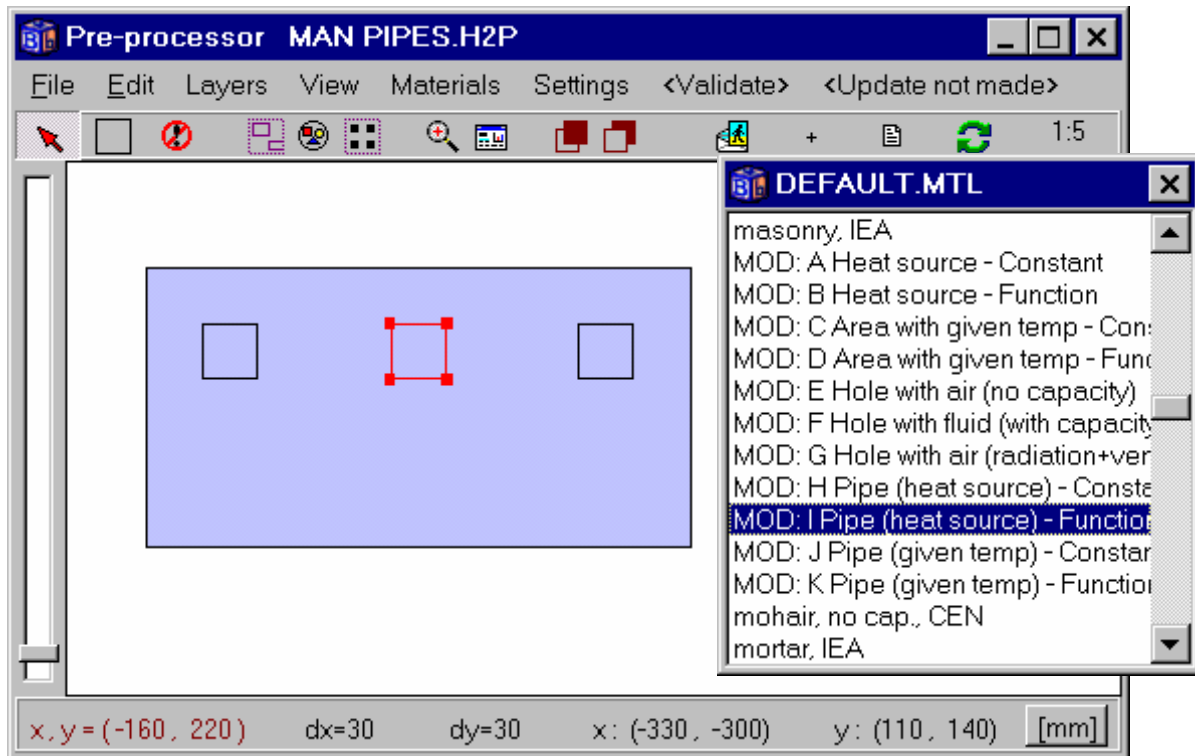 Pre-processor MAN PIPES.H2P
File Edit Layers View Materials Settings <Validate> <Update not made>
+ 1:5
DEFAULT.MTL
masonry, IEA
MOD: A Heat source - Constant
MOD: B Heat source - Function
MOD: C Area with given temp - Con
MOD: D Area with given temp - Func
MOD: E Hole with air (no capacity)
MOD: F Hole with fluid (with capacity
MOD: G Hole with air (radiation+ver
MOD: H Pipe (heat source) - Consta
MOD: I Pipe (heat source) - Function
MOD: J Pipe (given temp) - Constan
MOD: K Pipe (given temp) - Function
mohair, no cap., CEN
mortar, IEA
x, y = (-160 , 220 ) dx=30 dy=30 x: (-330 , -300) y: (110 , 140) [mm]